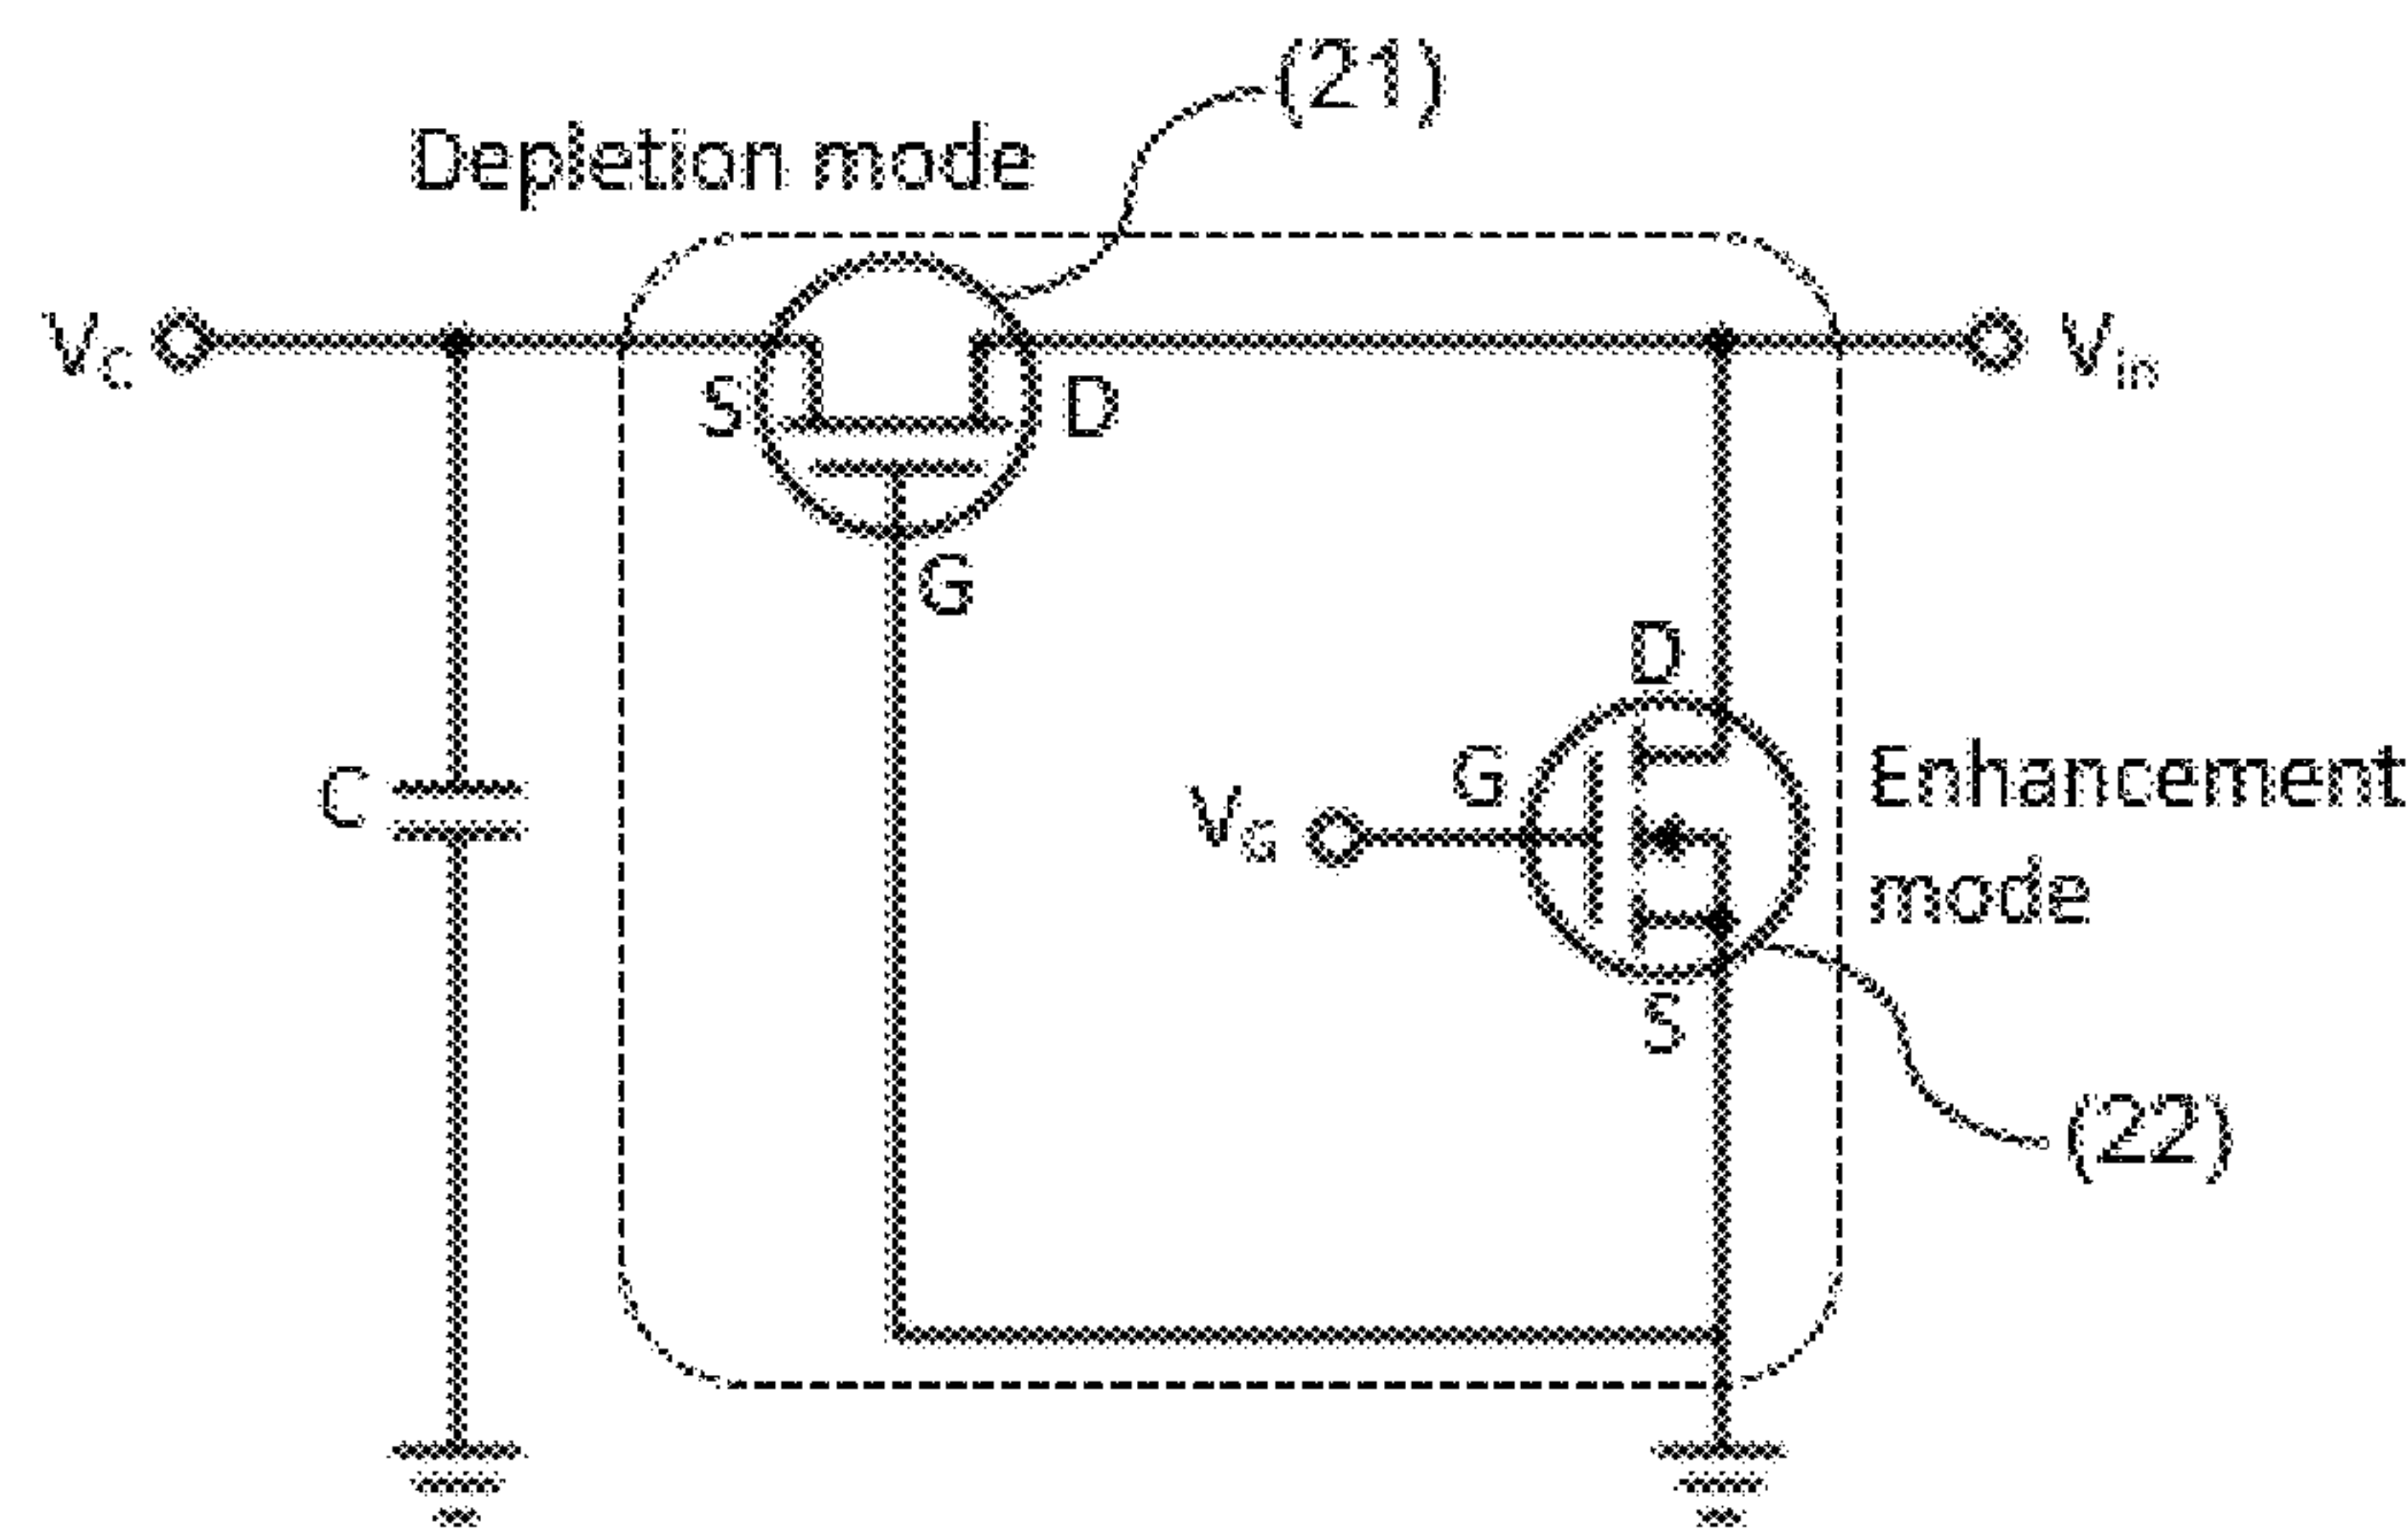 (21)
Depletion mode
V_C
V_in
S
D
G
D
G
V_G
C
Enhancement
mode
S
(22)